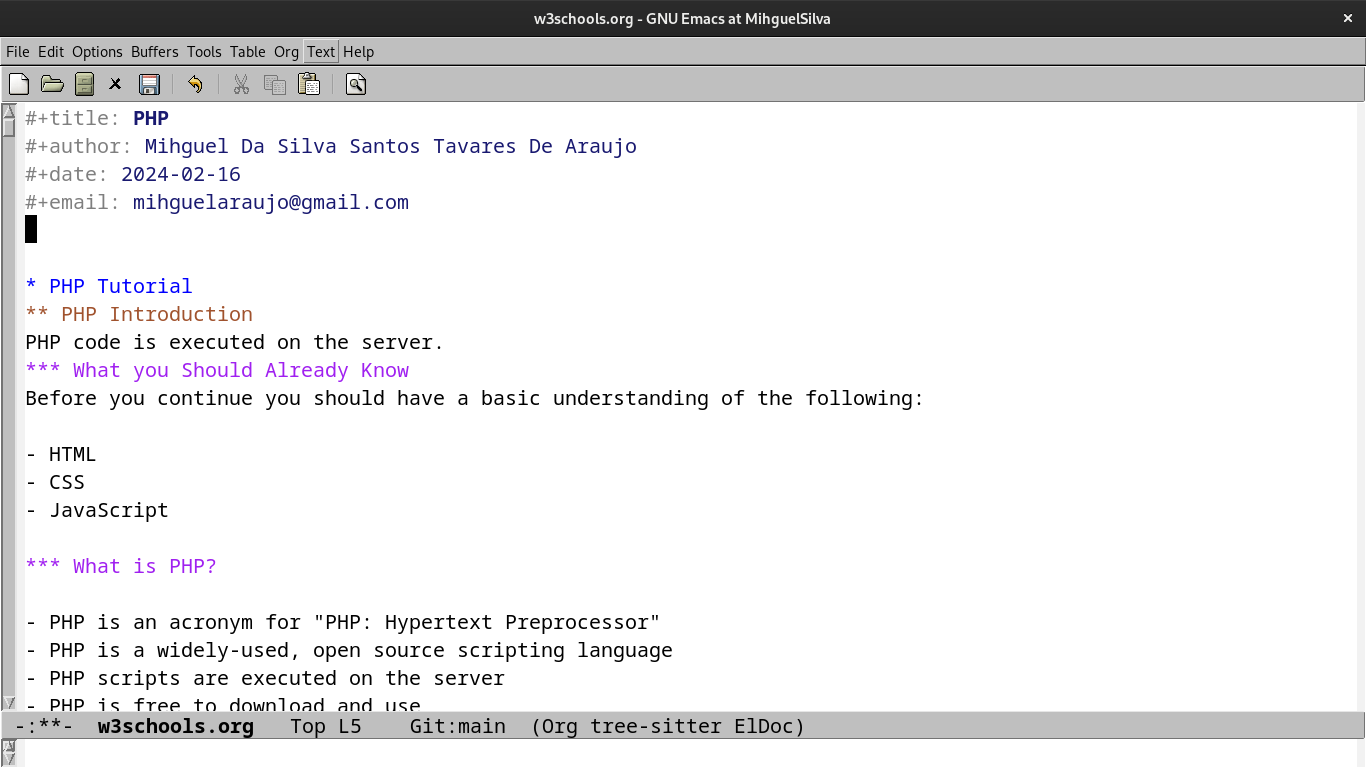 w3schools.org - GNU Emacs at MihguelSilva
File Edit Options Buffers Tools Table Org Text Help
#+title: PHP
#+author: Mihguel Da Silva Santos Tavares De Araujo
#+date: 2024-02-16
#+email: mihguelaraujo@gmail.com
* PHP Tutorial
** PHP Introduction
PHP code is executed on the server.
*** What you Should Already Know
Before you continue you should have a basic understanding of the following:
- HTML
- CSS
- JavaScript
*** What is PHP?
- PHP is an acronym for "PHP: Hypertext Preprocessor"
- PHP is a widely-used, open source scripting language
- PHP scripts are executed on the server
- PHP is free to download and use
-:**-  w3schools.org   Top L5    Git:main  (Org tree-sitter ElDoc)